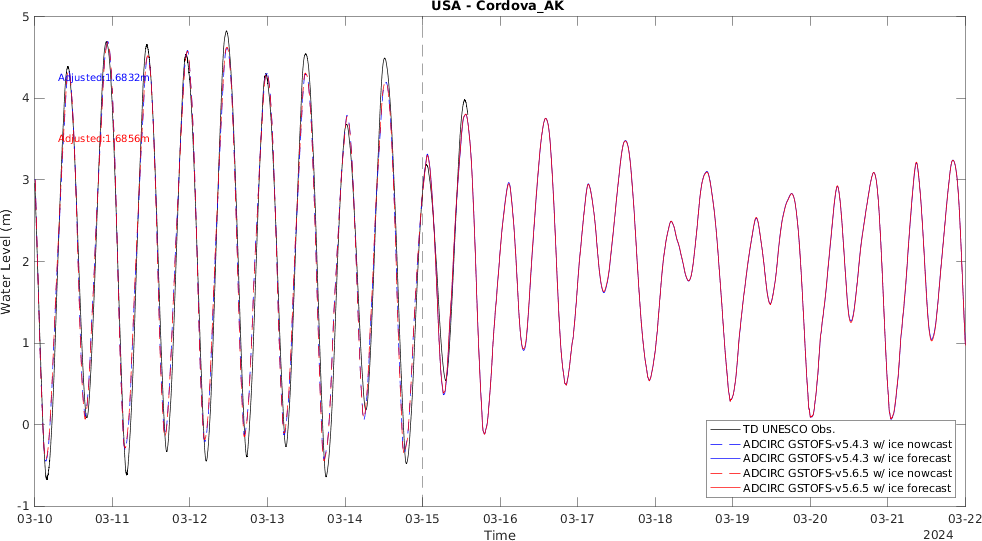 USA - Cordova_AK
5
Adjusted:1.6832m
4
Adjusted:1.6856m
3
Water Level (m)
2
1
0
TD UNESCO Obs.
ADCIRC GSTOFS-v5.4.3 w/ ice nowcast
ADCIRC GSTOFS-v5.4.3 w/ ice forecast
ADCIRC GSTOFS-v5.6.5 w/ ice nowcast
ADCIRC GSTOFS-v5.6.5 w/ ice forecast
-1
03-10 03-11 03-12 03-13 03-14 03-15 03-16 03-17 03-18 03-19 03-20 03-21 03-22
Time
2024